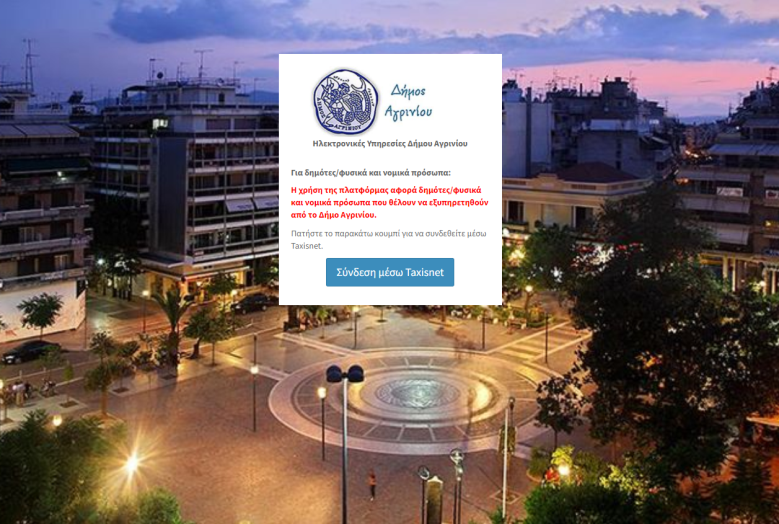 Δήμος
Αγρινίου
ΔΗΜΟΣ ΑΓΡΙΝΙΟΥ
Ηλεκτρονικές Υπηρεσίες Δήμου Αγρινίου
Για δημότες/φυσικά και νομικά πρόσωπα:
Η χρήση της πλατφόρμας αφορά δημότες/φυσικά
και νομικά πρόσωπα που θέλουν να εξυπηρετηθούν
από το Δήμο Αγρινίου.
Πατήστε το παρακάτω κουμπί για να συνδεθείτε μέσω
Taxisnet.
Σύνδεση μέσω Taxisnet